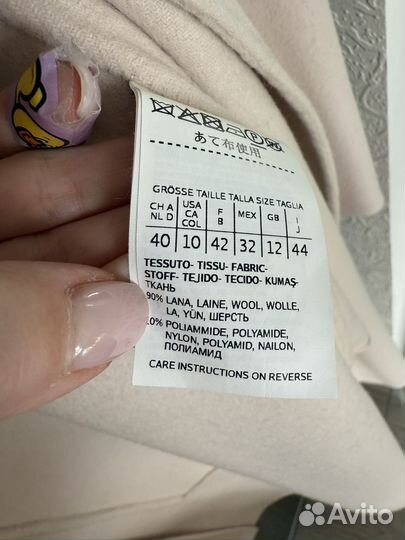 あて布使用
GRÖSSE TAILLE TALLA SIZE TAGLIA
CH A NL D
USA CA COL
F B
MEX
GB
I J
40 10 42 32 12 44
TESSUTO- TISSU- FABRIC-
STOFF- TEJIDO- TECIDO- KUMAŞ-
ТКАНЬ
90% LANA, LAINE, WOOL, WOLLE,
LA, YÜN, ШЕРСТЬ
10% POLIAMMIDE, POLYAMIDE,
NYLON, POLYAMID, NAILON,
ПОЛИАМИД
CARE INSTRUCTIONS ON REVERSE
Avito